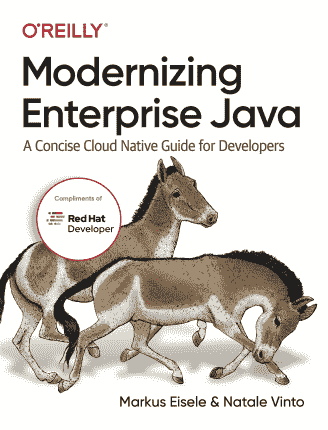 O'REILLY®
Modernizing
Enterprise Java
A Concise Cloud Native Guide for Developers
Compliments of
Red Hat
Developer
Markus Eisele & Natale Vinto